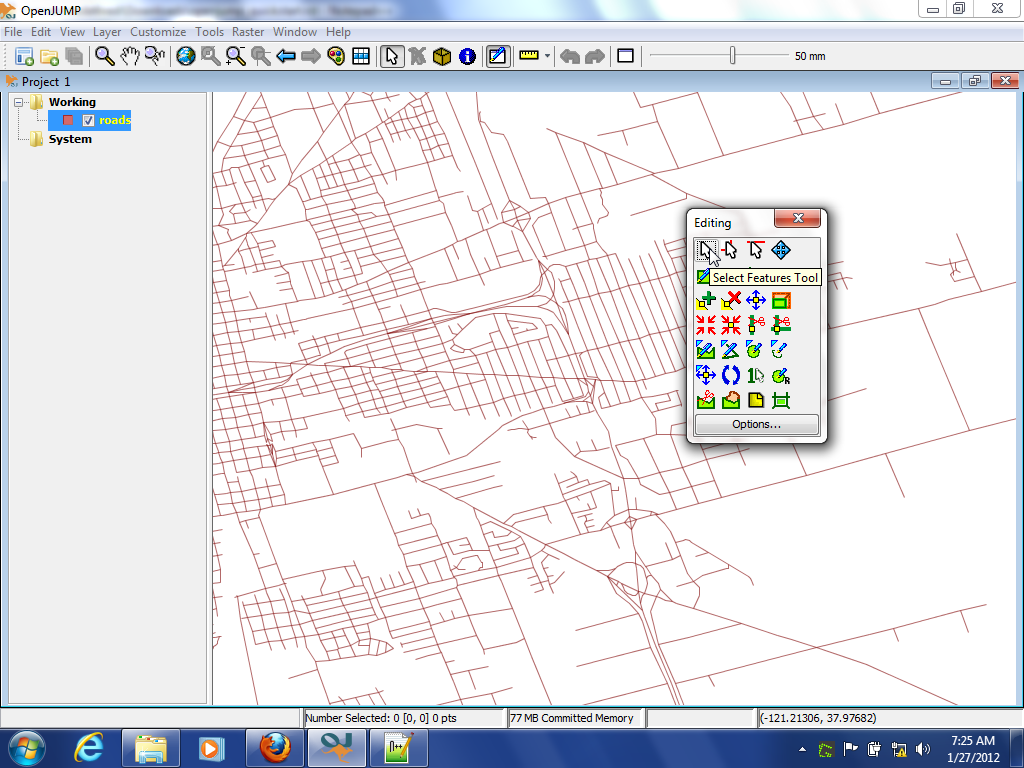 OpenJUMP
File Edit View Layer Customize Tools Raster Window Help
50 mm
Project 1
Working
roads
System
Editing
Select Features Tool
1
R
Options...
Number Selected: 0 [0, 0] 0 pts
77 MB Committed Memory
(-121.21306, 37.97682)
N++
7:25 AM
1/27/2012